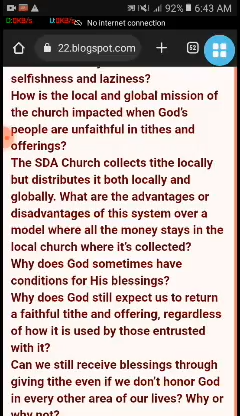 0KB/s
U:0KB/s
No internet connection
92%
6:43 AM
22.blogspot.com
52
selfishness and laziness?
How is the local and global mission of
the church impacted when God's
people are unfaithful in tithes and
offerings?
The SDA Church collects tithe locally
but distributes it both locally and
globally. What are the advantages or
disadvantages of this system over a
model where all the money stays in the
local church where it's collected?
Why does God sometimes have
conditions for His blessings?
Why does God still expect us to return
a faithful tithe and offering, regardless
of how it is used by those entrusted
with it?
Can we still receive blessings through
giving tithe even if we don't honor God
in every other area of our lives? Why or
why not?